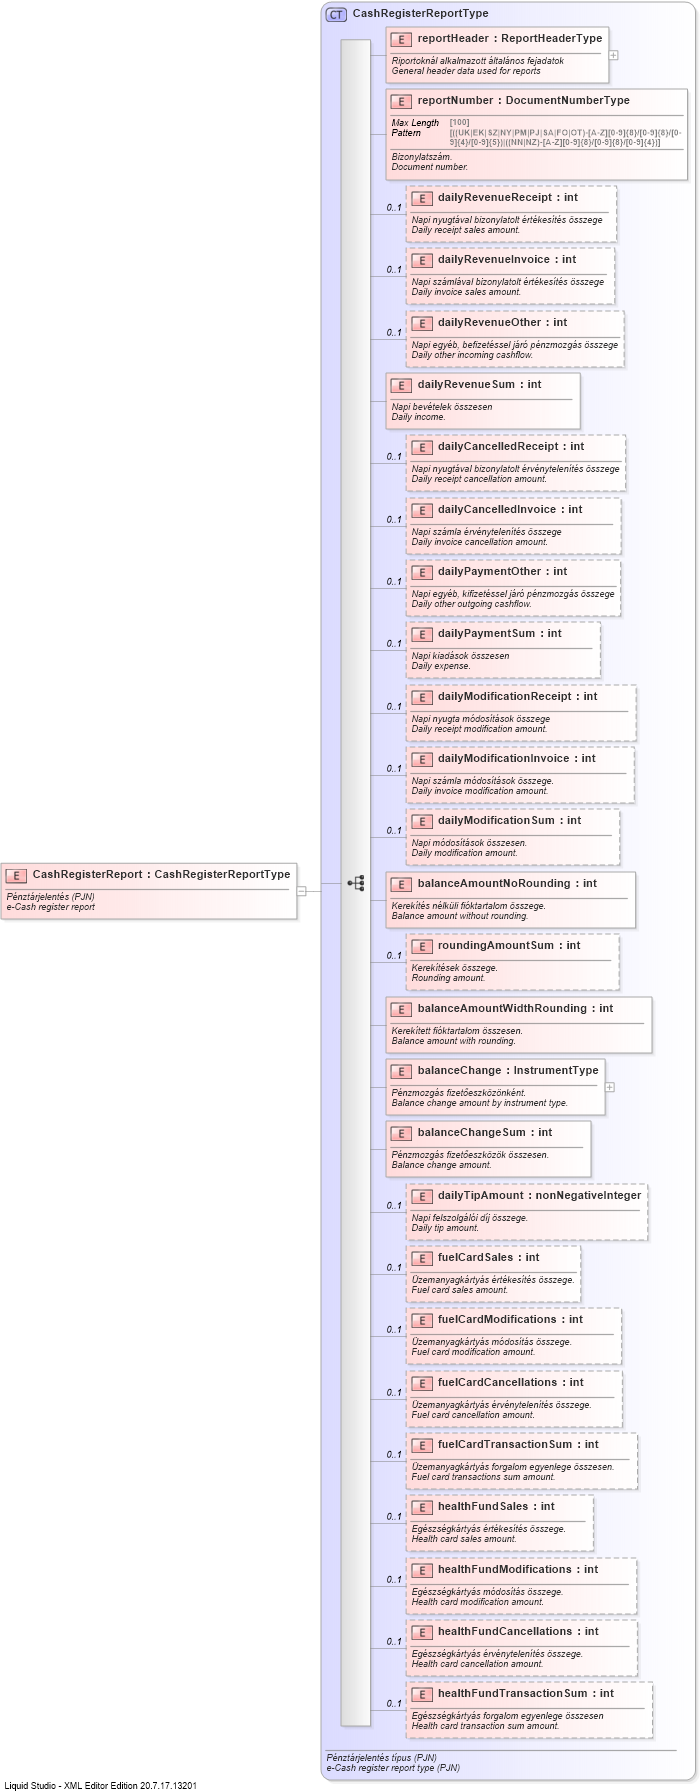 CT CashRegisterReportType
E reportHeader : ReportHeaderType
Riportoknál alkalmazott általános fejadatok
General header data used for reports
E reportNumber : DocumentNumberType
Max Length [100]
Pattern [((UK|EK|SZ|NY|PM|PJ|SA|FO|OT)-[A-Z][0-9]{8}/[0-9]{8}/[0-
9]{4}/[0-9]{5})|((NN|NZ)-[A-Z][0-9]{8}/[0-9]{8}/[0-9]{4})]
Bizonylatszám.
Document number.
0..1 E dailyRevenueReceipt : int
Napi nyugtával bizonylatolt értékesítés összege
Daily receipt sales amount.
0..1 E dailyRevenueInvoice : int
Napi számlával bizonylatolt értékesítés összege
Daily invoice sales amount.
0..1 E dailyRevenueOther : int
Napi egyéb, befizetéssel járó pénzmozgás összege
Daily other incoming cashflow.
E dailyRevenueSum : int
Napi bevételek összesen
Daily income.
0..1 E dailyCancelledReceipt : int
Napi nyugtával bizonylatolt érvénytelenítés összege
Daily receipt cancellation amount.
0..1 E dailyCancelledInvoice : int
Napi számla érvénytelenítés összege
Daily invoice cancellation amount.
0..1 E dailyPaymentOther : int
Napi egyéb, kifizetéssel járó pénzmozgás összege
Daily other outgoing cashflow.
0..1 E dailyPaymentSum : int
Napi kiadások összesen
Daily expense.
0..1 E dailyModificationReceipt : int
Napi nyugta módosítások összege
Daily receipt modification amount.
0..1 E dailyModificationInvoice : int
Napi számla módosítások összege.
Daily invoice modification amount.
0..1 E dailyModificationSum : int
Napi módosítások összesen.
Daily modification amount.
E CashRegisterReport : CashRegisterReportType
Pénztárjelentés (PJN)
e-Cash register report
E balanceAmountNoRounding : int
Kerekítés nélküli fióktartalom összege.
Balance amount without rounding.
0..1 E roundingAmountSum : int
Kerekítések összege.
Rounding amount.
E balanceAmountWidthRounding : int
Kerekített fióktartalom összesen.
Balance amount with rounding.
E balanceChange : InstrumentType
Pénzmozgás fizetőeszközönként.
Balance change amount by instrument type.
E balanceChangeSum : int
Pénzmozgás fizetőeszközök összesen.
Balance change amount.
0..1 E dailyTipAmount : nonNegativeInteger
Napi felszolgálói díj összege.
Daily tip amount.
0..1 E fuelCardSales : int
Üzemanyagkártyás értékesítés összege.
Fuel card sales amount.
0..1 E fuelCardModifications : int
Üzemanyagkártyás módosítás összege.
Fuel card modification amount.
0..1 E fuelCardCancellations : int
Üzemanyagkártyás érvénytelenítés összege.
Fuel card cancellation amount.
0..1 E fuelCardTransactionSum : int
Üzemanyagkártyás forgalom egyenlege összesen.
Fuel card transactions sum amount.
0..1 E healthFundSales : int
Egészségkártyás értékesítés összege.
Health card sales amount.
0..1 E healthFundModifications : int
Egészségkártyás módosítás összege.
Health card modification amount.
0..1 E healthFundCancellations : int
Egészségkártyás érvénytelenítés összege.
Health card cancellation amount.
0..1 E healthFundTransactionSum : int
Egészségkártyás forgalom egyenlege összesen
Health card transaction sum amount.
Pénztárjelentés típus (PJN)
e-Cash register report type (PJN)
Liquid Studio - XML Editor Edition 20.7.17.13201